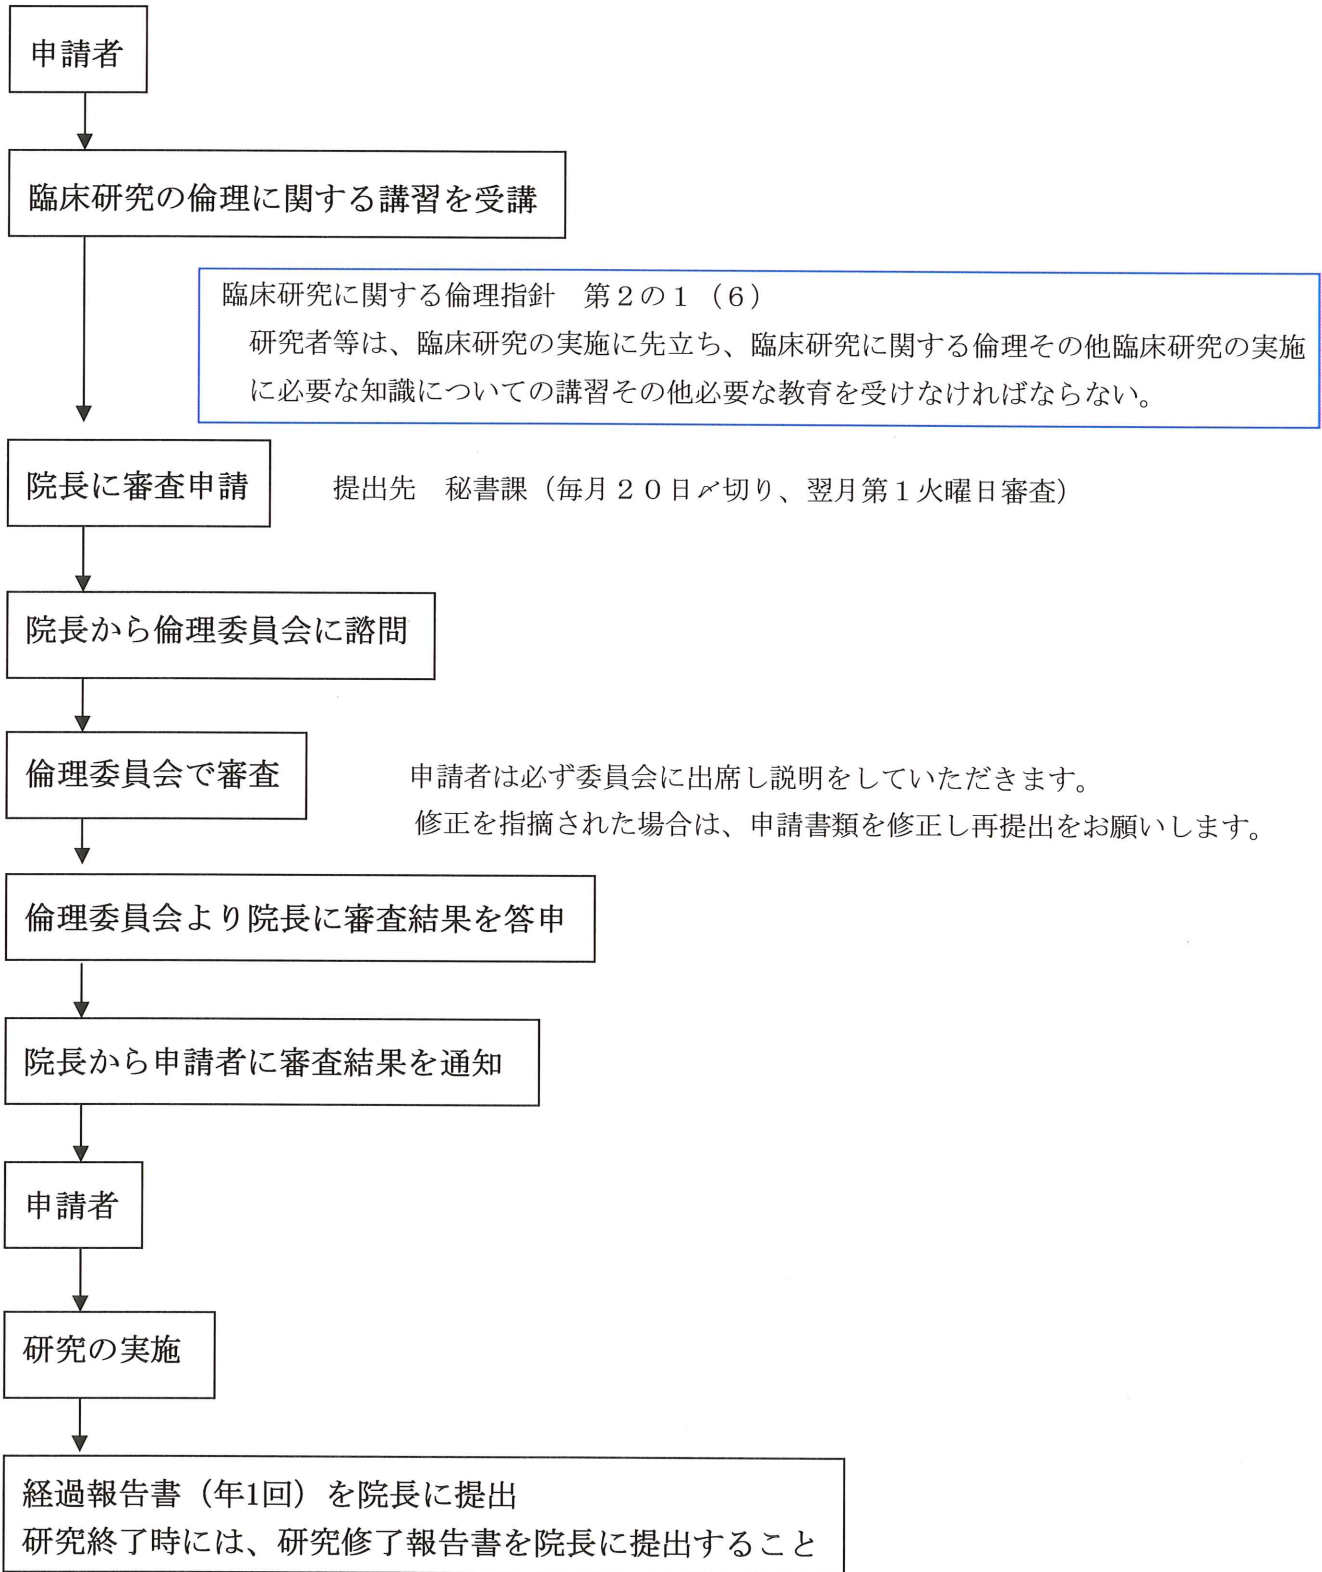 申請者
臨床研究の倫理に関する講習を受講
臨床研究に関する倫理指針　第２の１（６）
研究者等は、臨床研究の実施に先立ち、臨床研究に関する倫理その他臨床研究の実施
に必要な知識についての講習その他必要な教育を受けなければならない。
院長に審査申請
提出先　秘書課（毎月２０日〆切り、翌月第１火曜日審査）
院長から倫理委員会に諮問
倫理委員会で審査
申請者は必ず委員会に出席し説明をしていただきます。
修正を指摘された場合は、申請書類を修正し再提出をお願いします。
倫理委員会より院長に審査結果を答申
院長から申請者に審査結果を通知
申請者
研究の実施
経過報告書（年1回）を院長に提出
研究終了時には、研究修了報告書を院長に提出すること